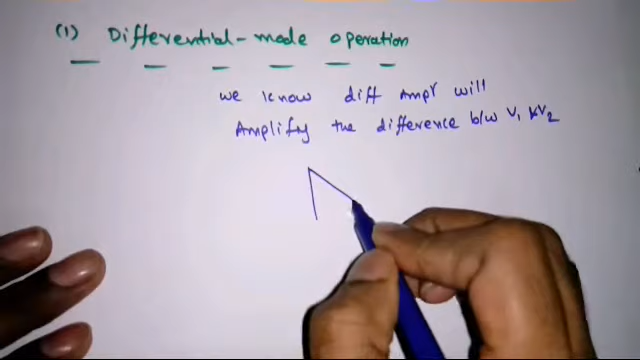 (1) Differential-mode operation
we know diff Ampr will
Amplify the difference b/w V1 & V2